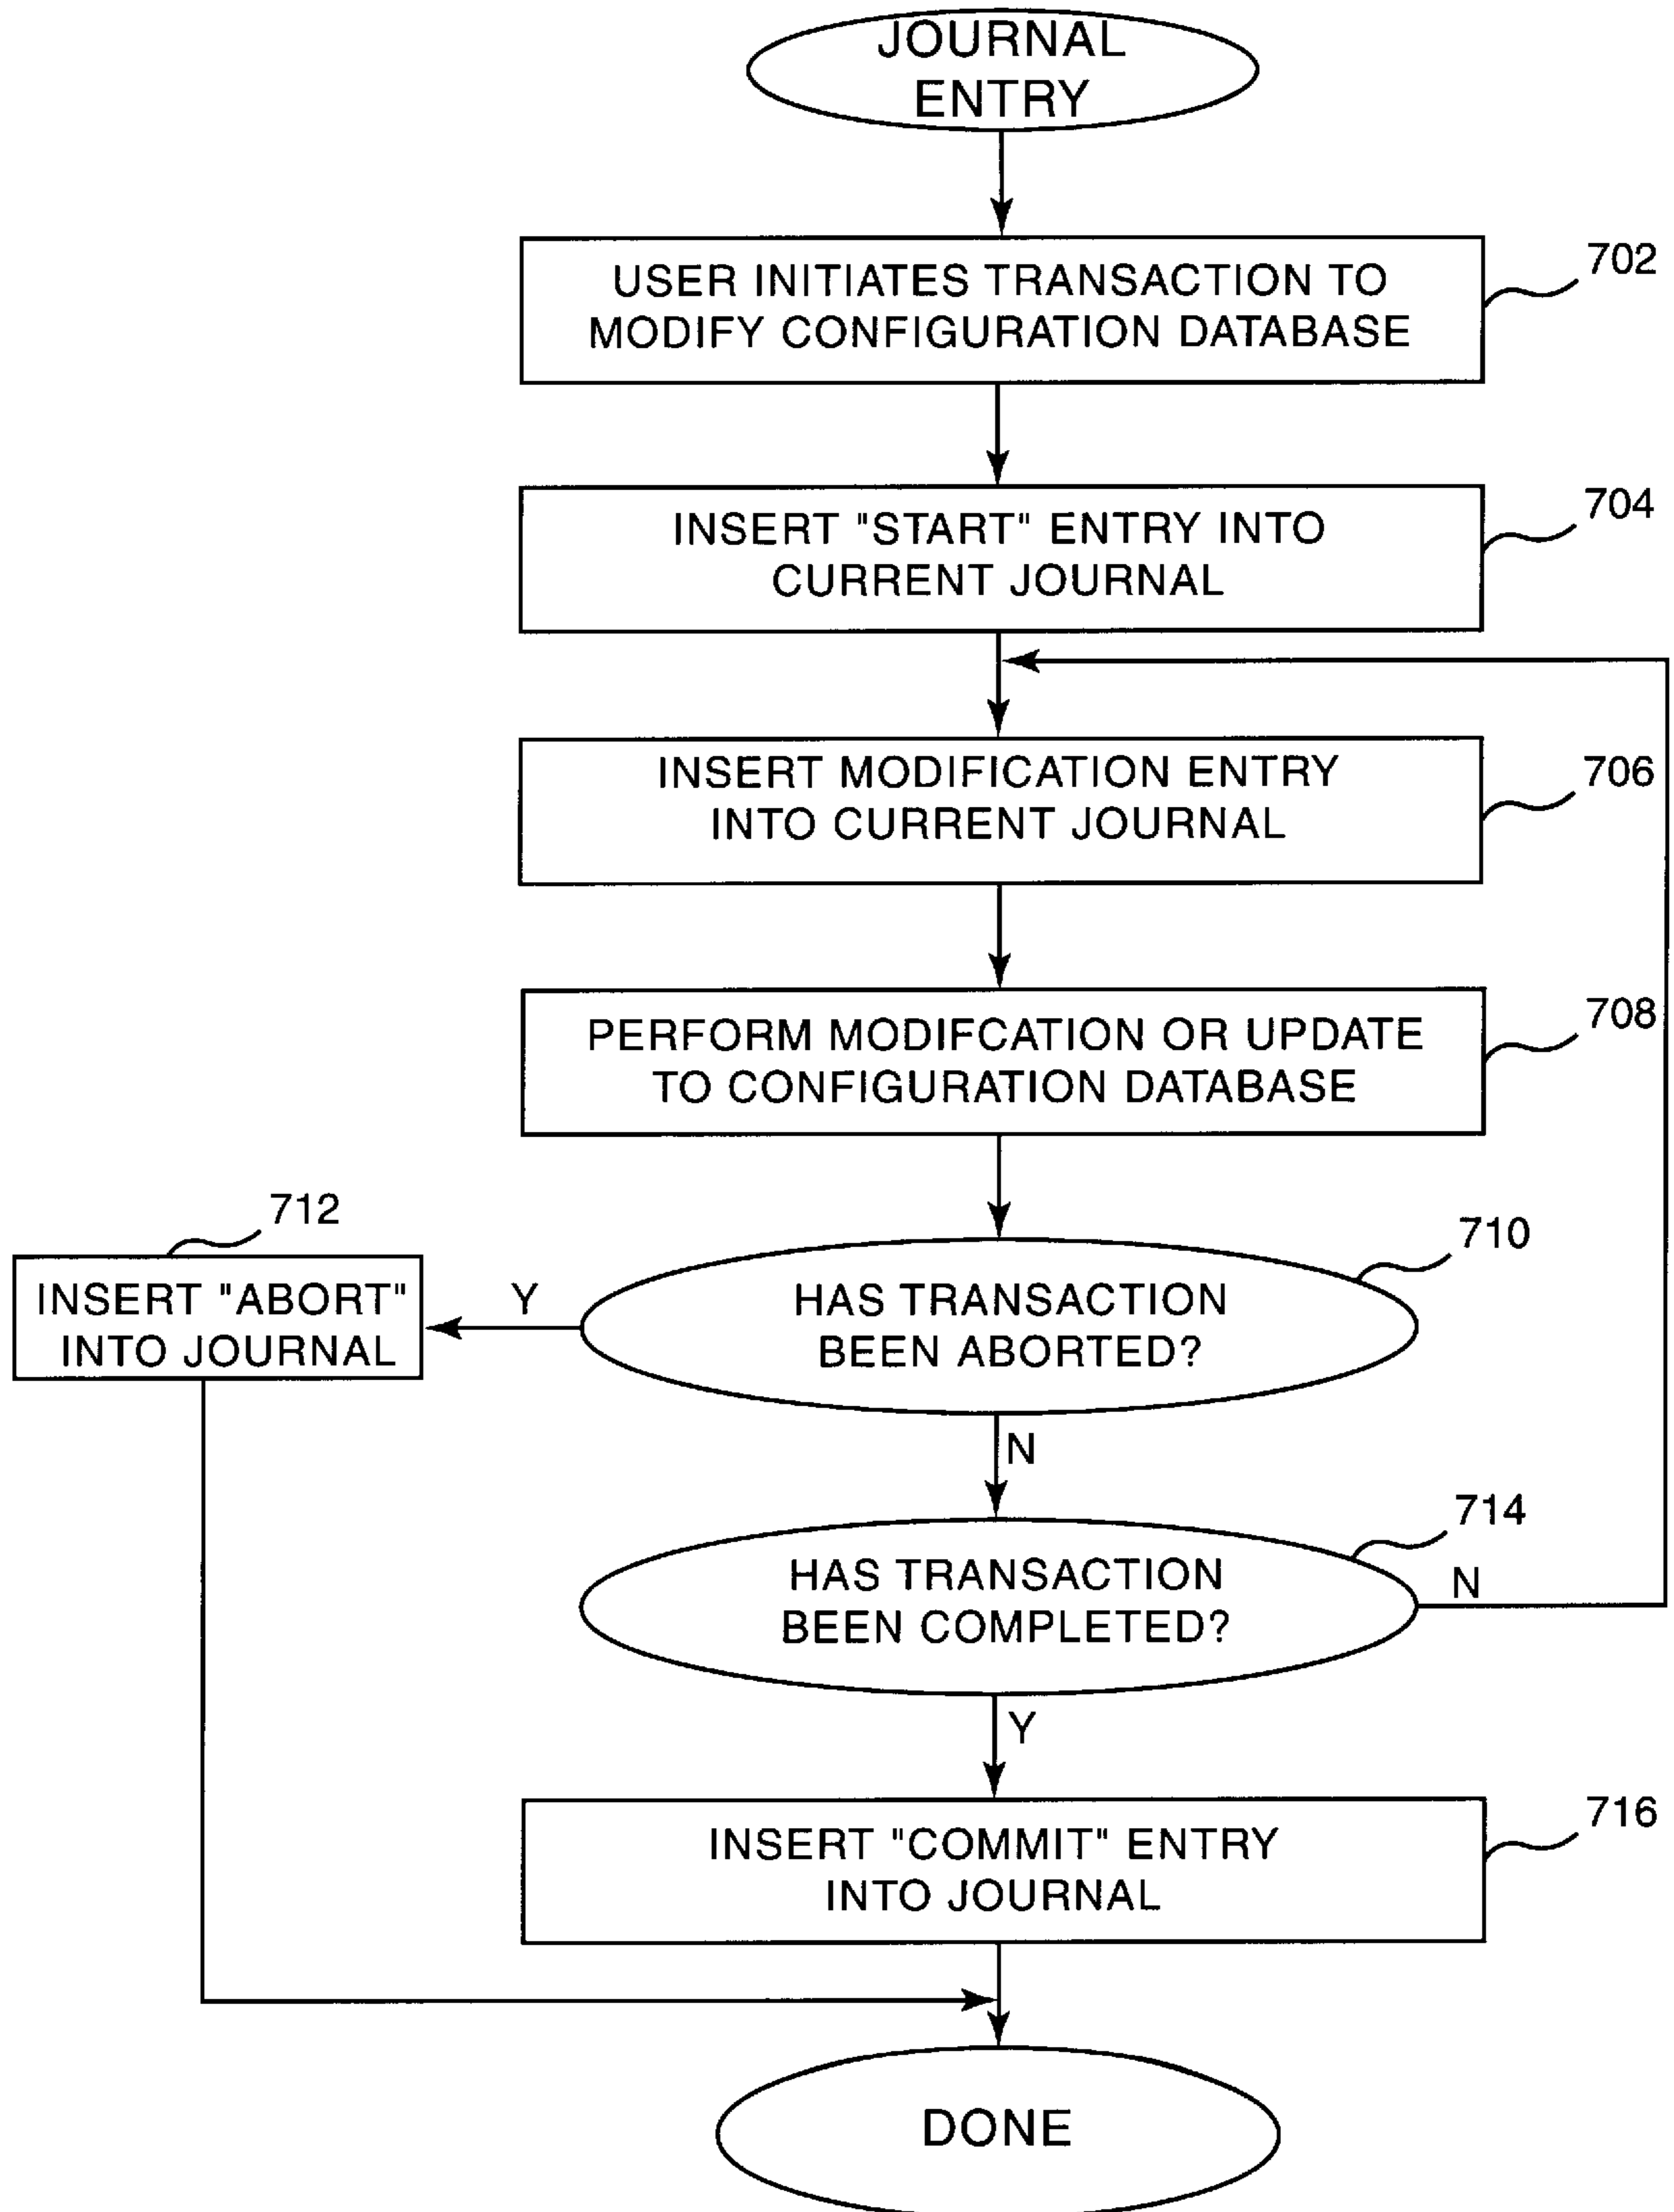 JOURNAL
ENTRY
USER INITIATES TRANSACTION TO
MODIFY CONFIGURATION DATABASE
702
INSERT "START" ENTRY INTO
CURRENT JOURNAL
704
INSERT MODIFICATION ENTRY
INTO CURRENT JOURNAL
706
PERFORM MODIFCATION OR UPDATE
TO CONFIGURATION DATABASE
708
712
INSERT "ABORT"
INTO JOURNAL
Y
710
HAS TRANSACTION
BEEN ABORTED?
N
714
HAS TRANSACTION
BEEN COMPLETED?
N
Y
INSERT "COMMIT" ENTRY
INTO JOURNAL
716
DONE